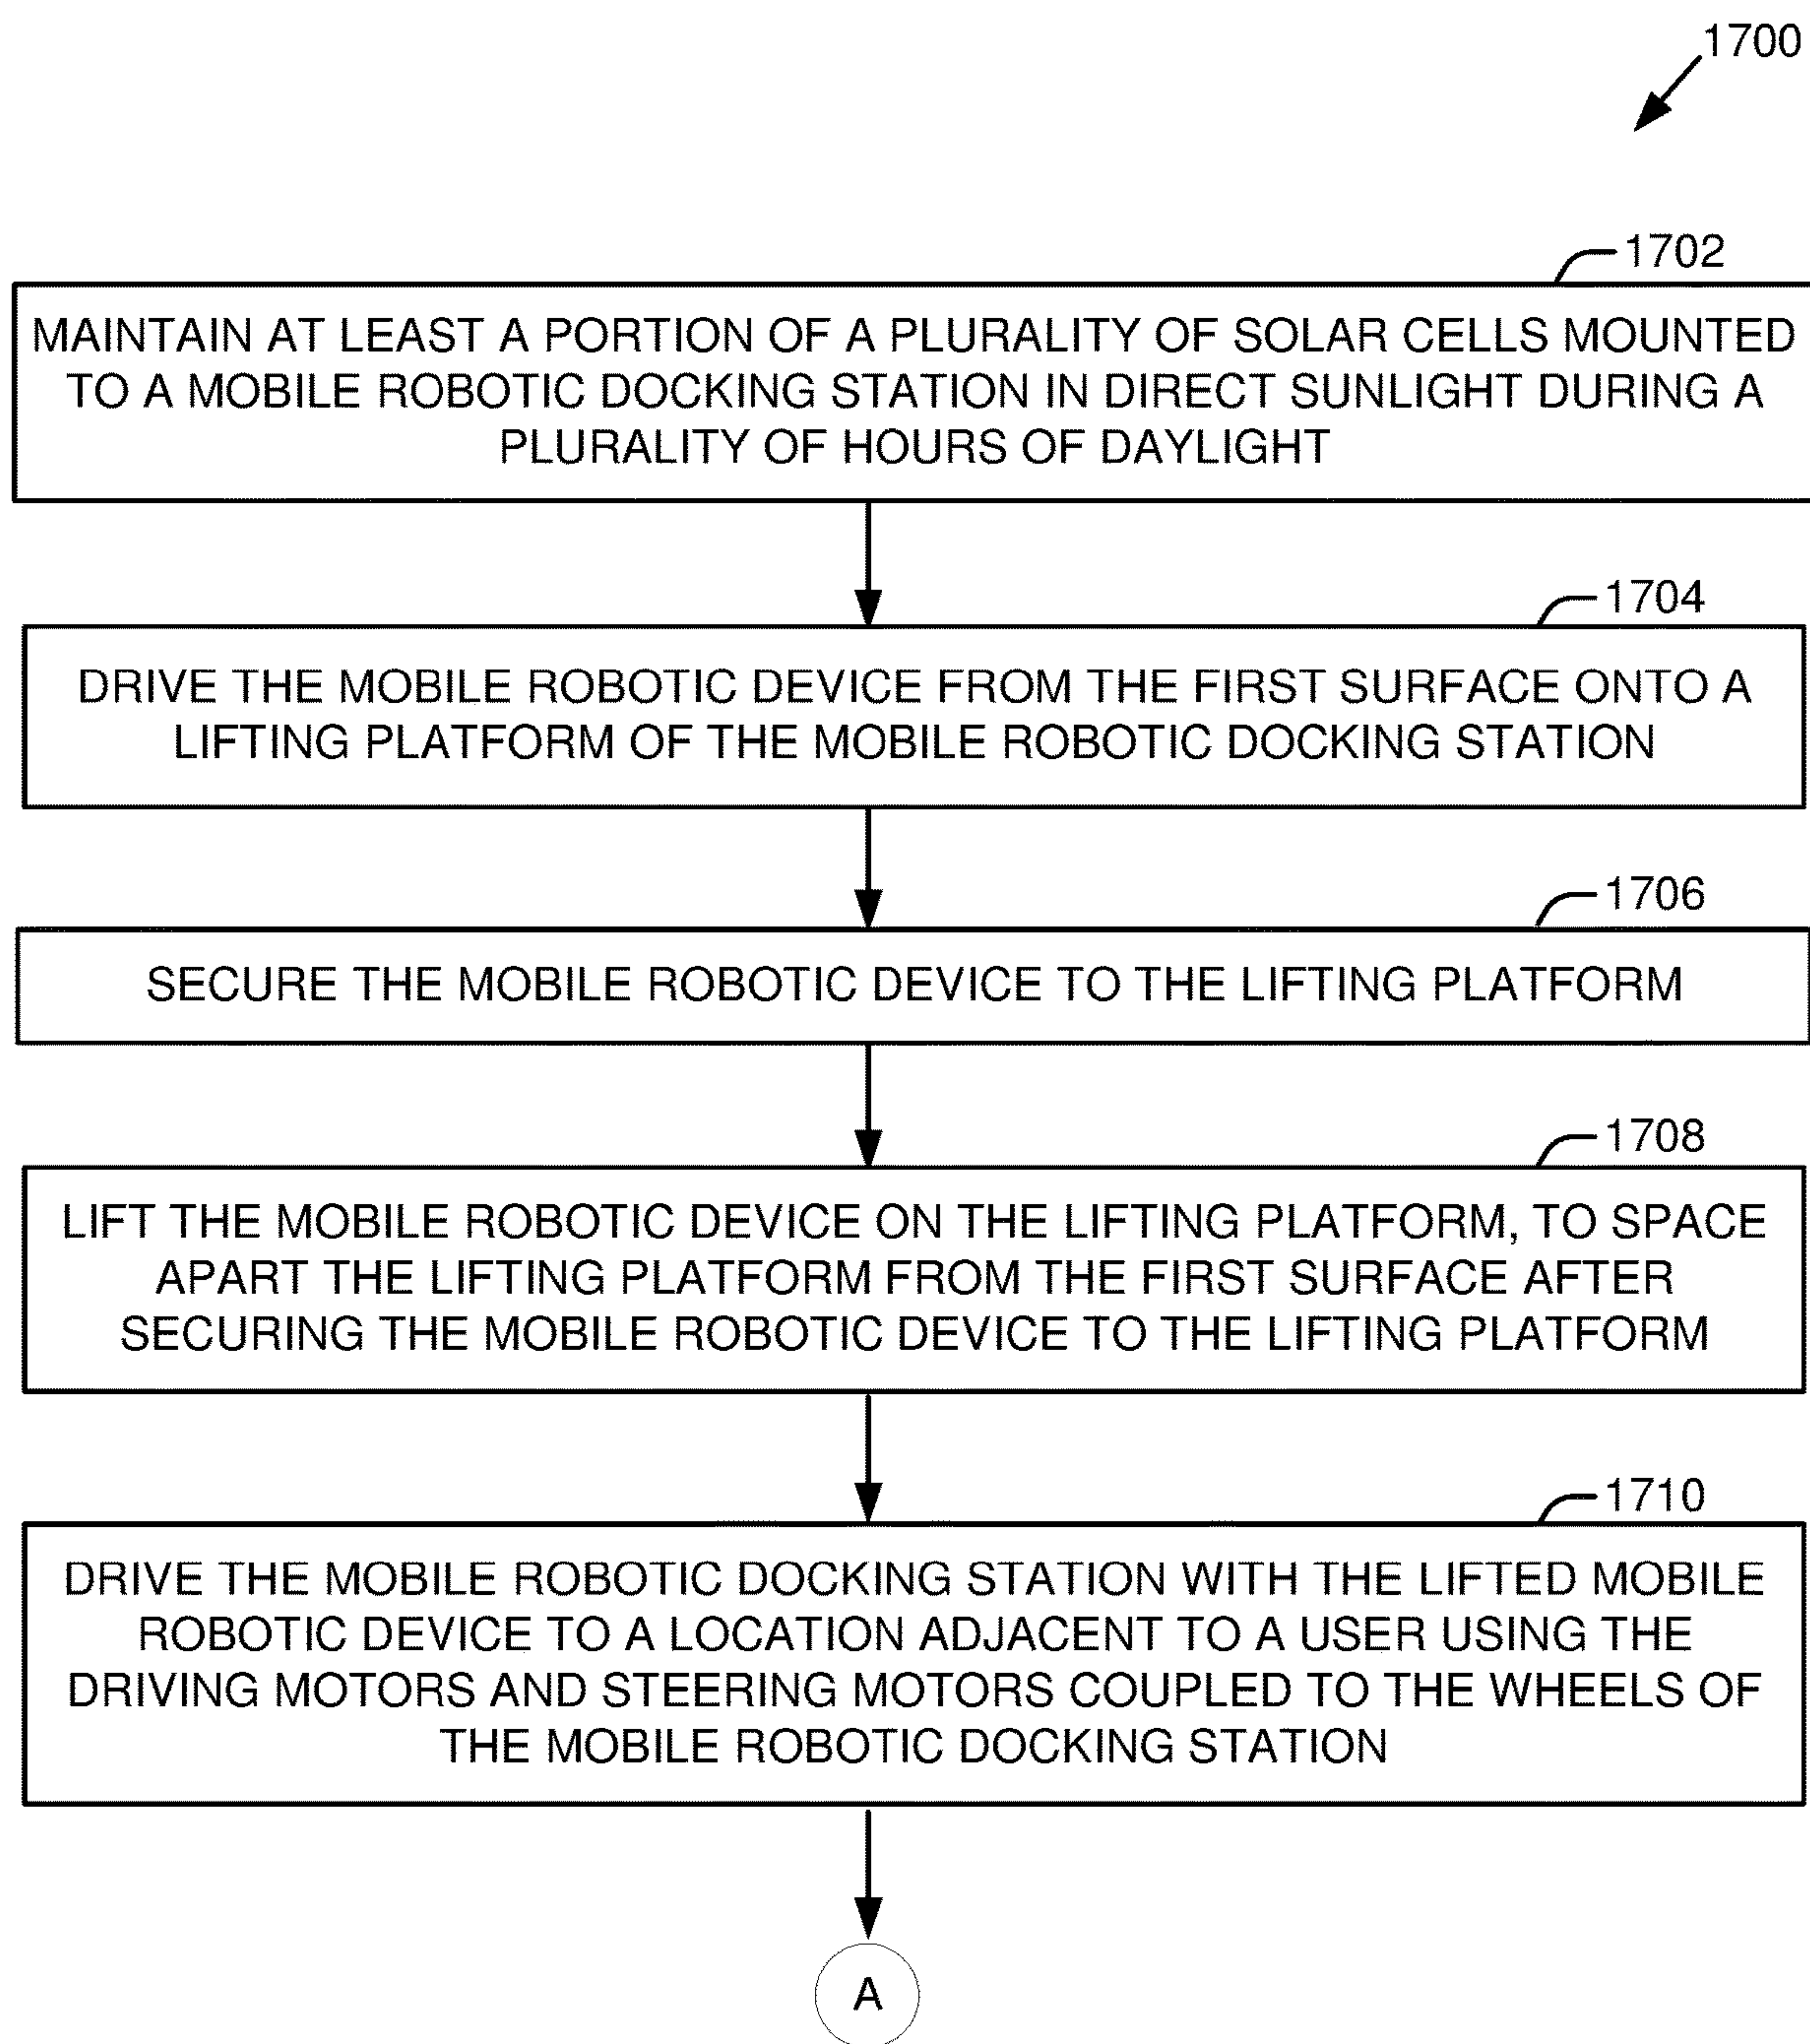 1700
1702
MAINTAIN AT LEAST A PORTION OF A PLURALITY OF SOLAR CELLS MOUNTED
TO A MOBILE ROBOTIC DOCKING STATION IN DIRECT SUNLIGHT DURING A
PLURALITY OF HOURS OF DAYLIGHT
1704
DRIVE THE MOBILE ROBOTIC DEVICE FROM THE FIRST SURFACE ONTO A
LIFTING PLATFORM OF THE MOBILE ROBOTIC DOCKING STATION
1706
SECURE THE MOBILE ROBOTIC DEVICE TO THE LIFTING PLATFORM
1708
LIFT THE MOBILE ROBOTIC DEVICE ON THE LIFTING PLATFORM, TO SPACE
APART THE LIFTING PLATFORM FROM THE FIRST SURFACE AFTER
SECURING THE MOBILE ROBOTIC DEVICE TO THE LIFTING PLATFORM
1710
DRIVE THE MOBILE ROBOTIC DOCKING STATION WITH THE LIFTED MOBILE
ROBOTIC DEVICE TO A LOCATION ADJACENT TO A USER USING THE
DRIVING MOTORS AND STEERING MOTORS COUPLED TO THE WHEELS OF
THE MOBILE ROBOTIC DOCKING STATION
A